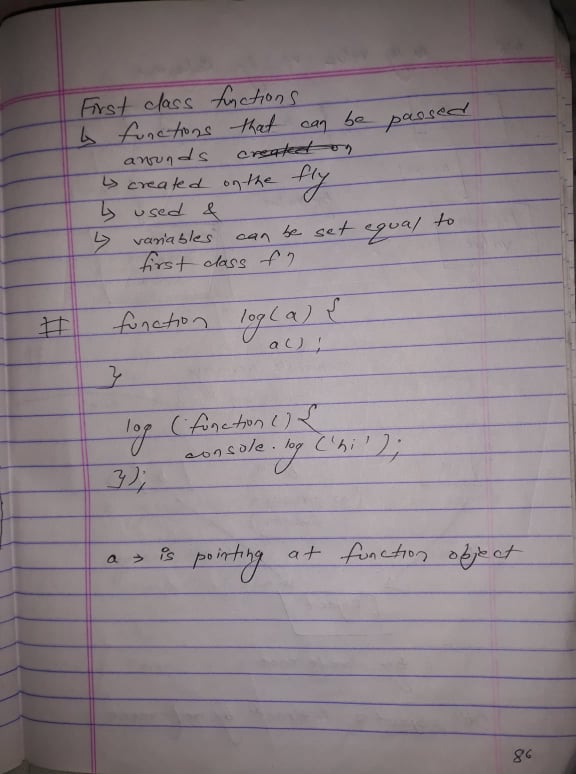 First class functions
↳ functions that can be passed
arounds created on
↳ created on the fly
↳ used &
↳ variables can be set equal to
first class fn
# function log(a) {
a();
}
log (function() {
console.log ('hi');
});
a → is pointing at function object
86